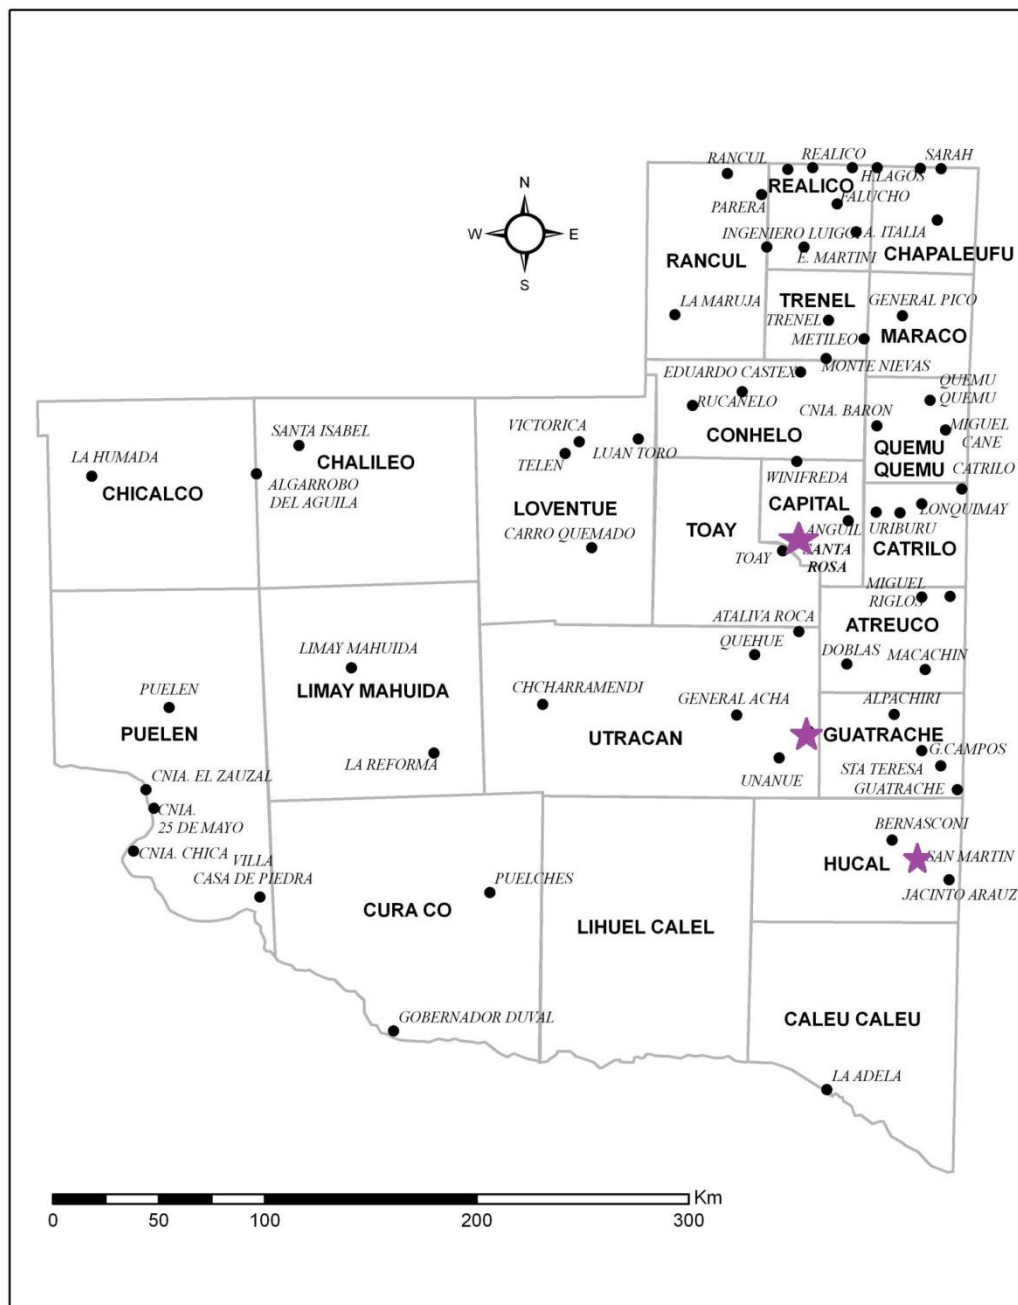 RANCUL
REALICO
SARAH
H.LAGOS
REALICO
PARERA
FALUCHO
INGENIERO LUIGGI
A. ITALIA
E. MARTINI
CHAPALEUFU
RANCUL
N
W
E
S
TRENEL
LA MARUJA
GENERAL PICO
TRENEL
MARACO
METILEO
MONTE NIEVAS
EDUARDO CASTEX
QUEMU
QUEMU
RUCANELO
CNIA. BARON
MIGUEL
CANE
CONHELO
QUEMU
QUEMU
VICTORICA
SANTA ISABEL
LUAN TORO
TELEN
CHALILEO
LA HUMADA
WINIFREDA
CATRILO
ALGARROBO
DEL AGUILA
CHICALCO
LOVENTUE
CAPITAL
LONQUIMAY
CARRO QUEMADO
TOAY
ANGUIL
URIBURU
TOAY
SANTA
ROSA
CATRILO
MIGUEL
RIGLOS
ATALIVA ROCA
ATREUCO
LIMAY MAHUIDA
QUEHUE
DOBLAS
MACACHIN
PUELEN
LIMAY MAHUIDA
CHCHARRAMENDI
GENERAL ACHA
ALPACHIRI
PUELEN
UTRACAN
GUATRACHE
G.CAMPOS
LA REFORMA
STA TERESA
UNANUE
GUATRACHE
CNIA. EL ZAUZAL
CNIA.
25 DE MAYO
BERNASCONI
CNIA. CHICA
VILLA
CASA DE PIEDRA
HUCAL
SAN MARTIN
PUELCHES
JACINTO ARAUZ
CURA CO
LIHUEL CALEL
GOBERNADOR DUVAL
CALEU CALEU
LA ADELA
Km
0 50 100 200 300